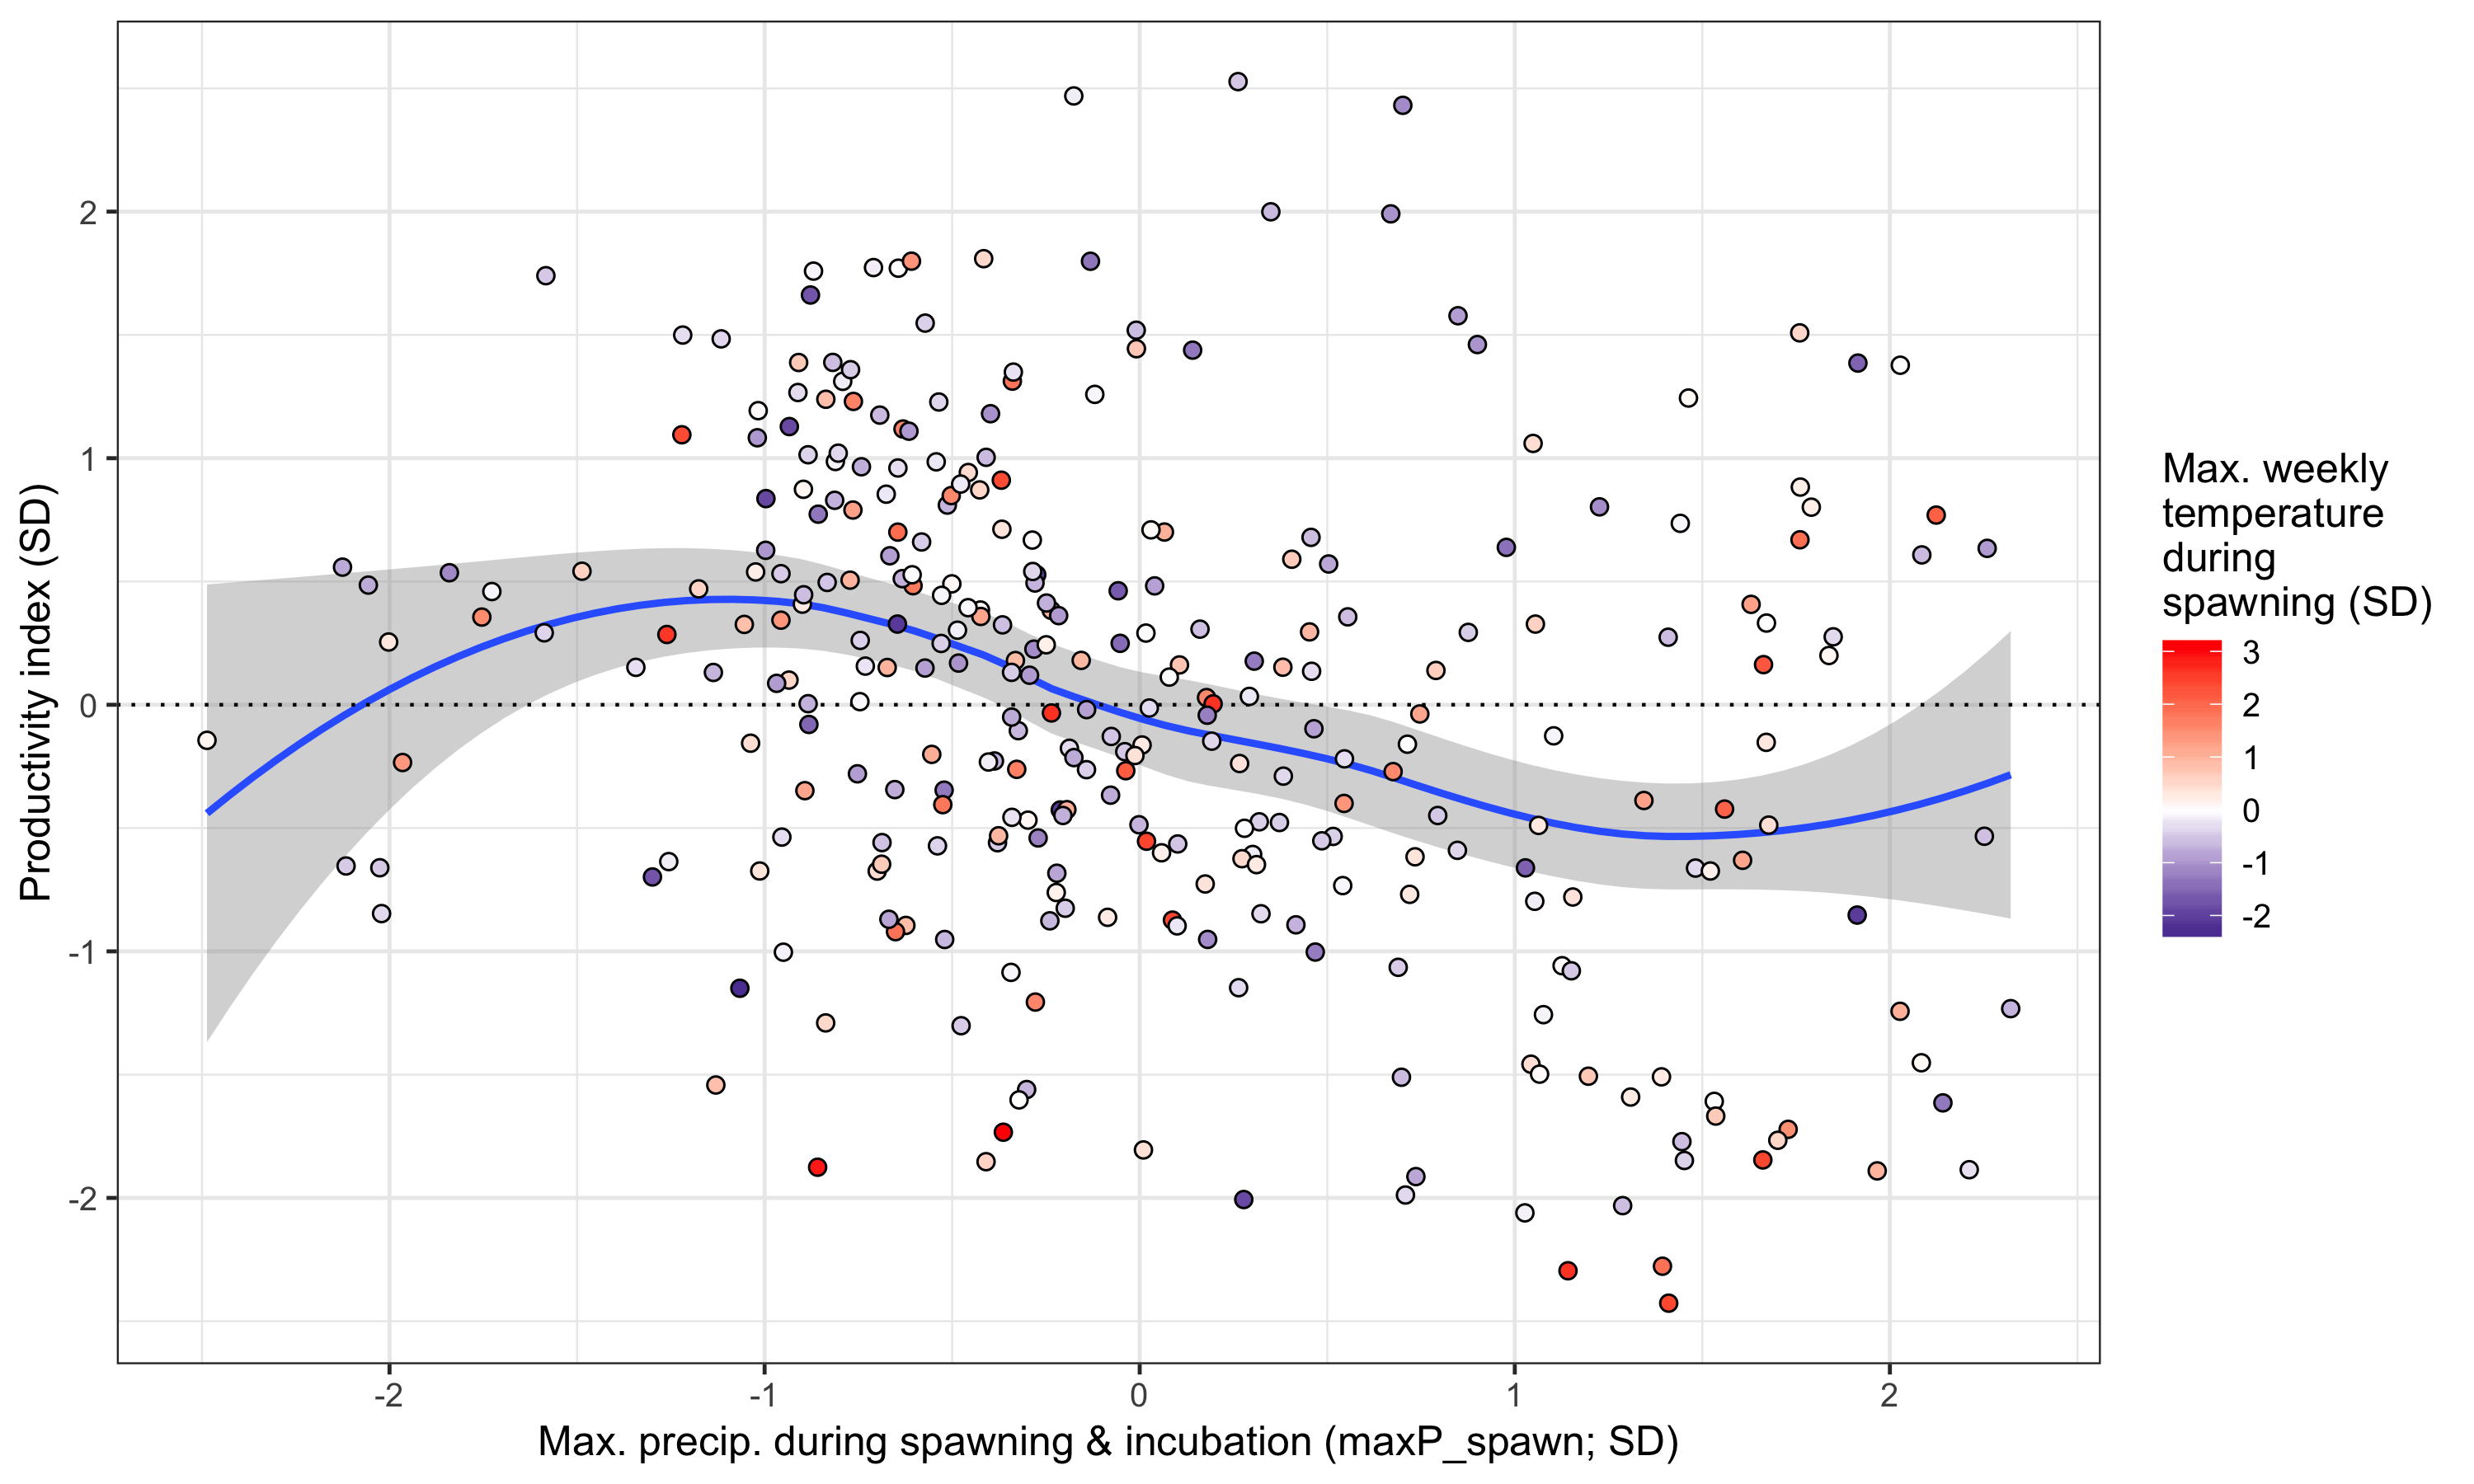 Productivity index (SD)
2
1
0
-1
-2
-2
-1
0
1
2
Max. precip. during spawning & incubation (maxP_spawn; SD)
Max. weekly
temperature
during
spawning (SD)
3
2
1
0
-1
-2